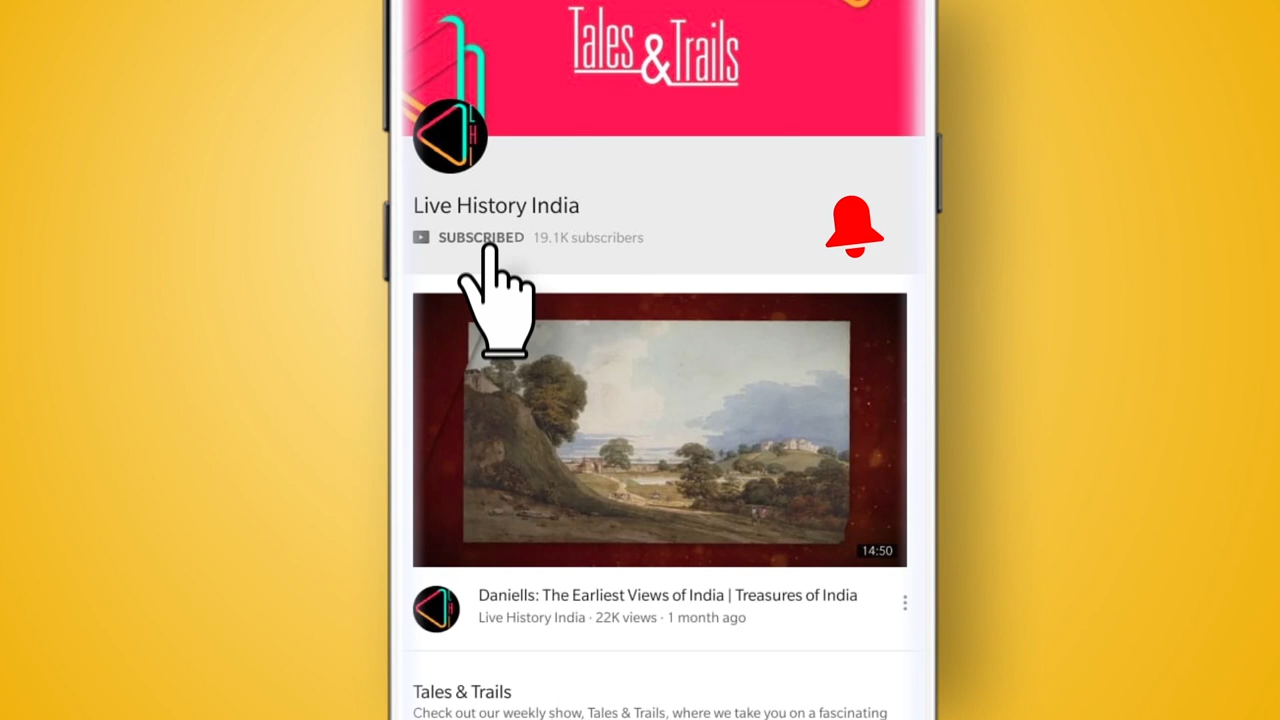 Tales & Trails
Live History India
SUBSCRIBED 19.1K subscribers
14:50
Daniells: The Earliest Views of India | Treasures of India
Live History India · 22K views · 1 month ago
Tales & Trails
Check out our weekly show, Tales & Trails, where we take you on a fascinating